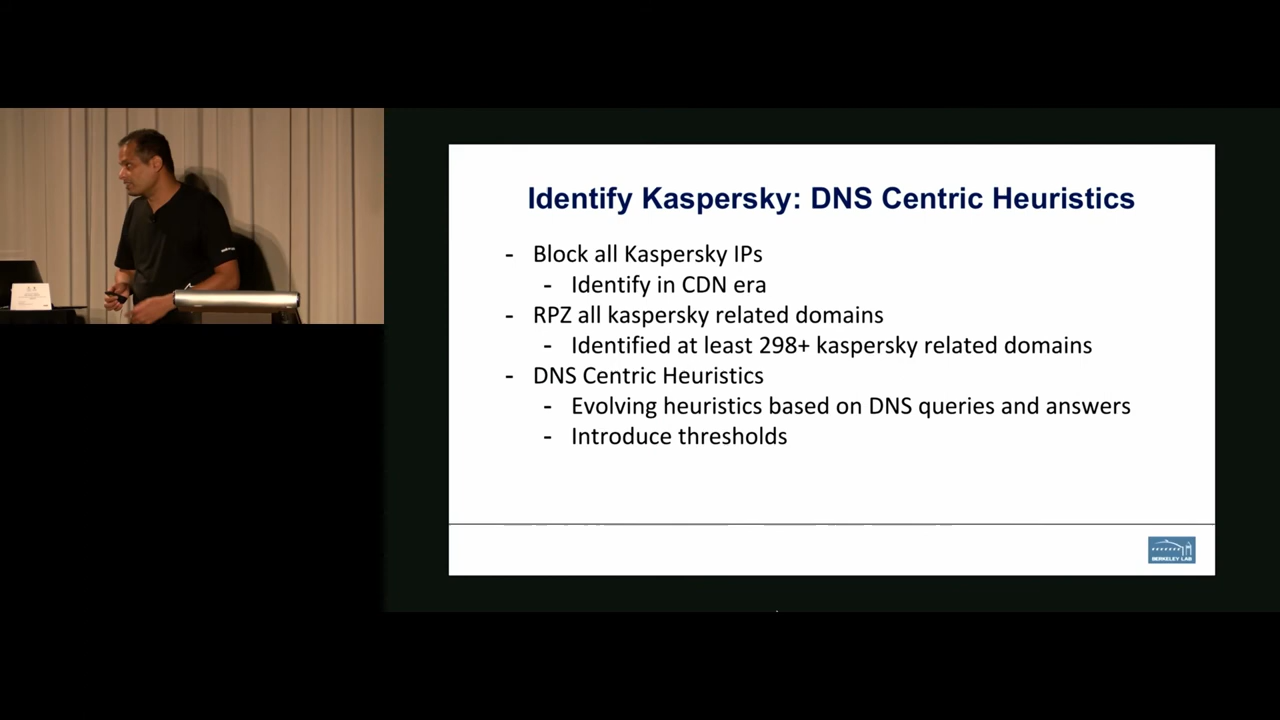 Identify Kaspersky: DNS Centric Heuristics
- Block all Kaspersky IPs
- Identify in CDN era
- RPZ all kaspersky related domains
- Identified at least 298+ kaspersky related domains
- DNS Centric Heuristics
- Evolving heuristics based on DNS queries and answers
- Introduce thresholds
BERKELEY LAB